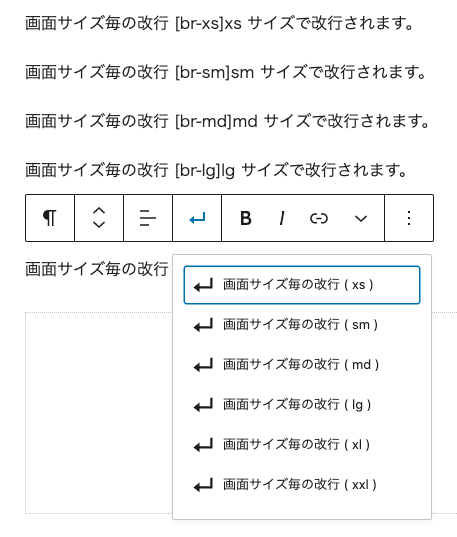 画面サイズ毎の改行 [br-xs]xs サイズで改行されます。
画面サイズ毎の改行 [br-sm]sm サイズで改行されます。
画面サイズ毎の改行 [br-md]md サイズで改行されます。
画面サイズ毎の改行 [br-lg]lg サイズで改行されます。
¶ B I
画面サイズ毎の改行
画面サイズ毎の改行 ( xs )
画面サイズ毎の改行 ( sm )
画面サイズ毎の改行 ( md )
画面サイズ毎の改行 ( lg )
画面サイズ毎の改行 ( xl )
画面サイズ毎の改行 ( xxl )